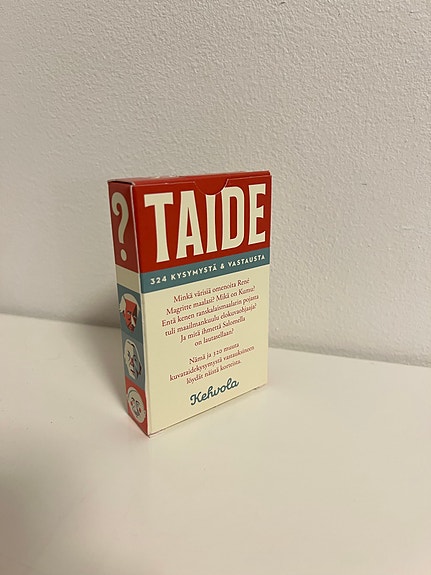 ?
TAIDE
324 KYSYMYSTÄ & VASTAUSTA
Minkä värisiä omenoita René
Magritte maalasi? Mikä on Kumu?
Entä kenen ranskalaismaalarin pojasta
tuli maailmankuulu elokuvaohjaaja?
Ja mitä ihmettä Salomella
on lautasellaan?
Nämä ja 320 muuta
kuvataidekysymystä vastauksineen
löydät näistä korteista.
Kehvola